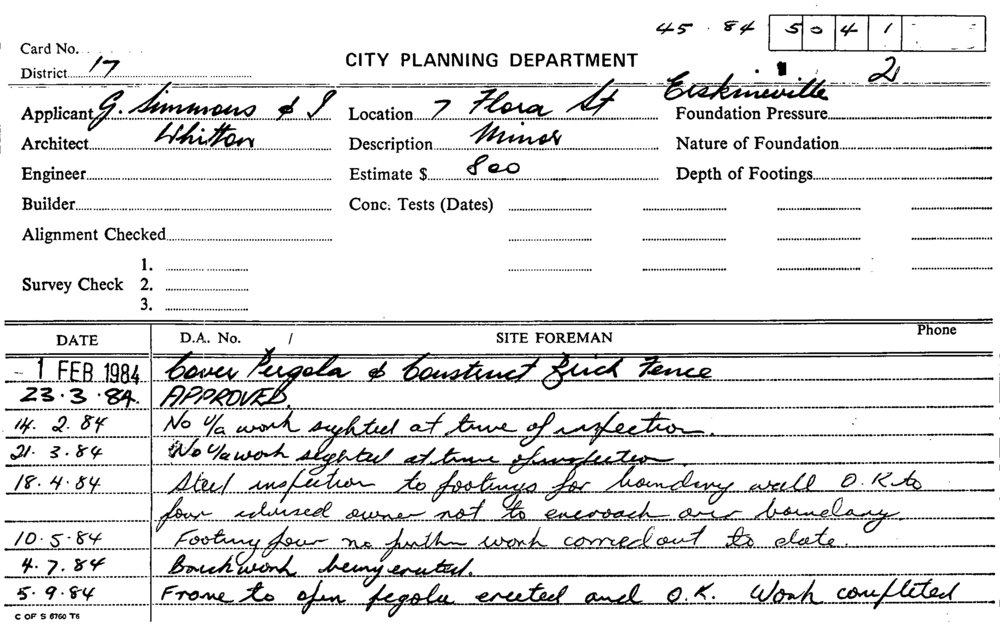 45 · 84 5 0 4 1
Card No.
District 17
CITY PLANNING DEPARTMENT
2
Applicant G. Simmons & J
Location 7 Flora St Erskineville
Foundation Pressure
Architect Whitton
Description Minor
Nature of Foundation
Engineer
Estimate $ 800
Depth of Footings
Builder
Conc. Tests (Dates)
Alignment Checked
1.
Survey Check 2.
3.
DATE D.A. No. / SITE FOREMAN Phone
- 1 FEB 1984 Cover Pergola & Construct Brick Fence
23 · 3 · 84. APPROVED.
14. 2. 84 No u/a work sighted at time of inspection.
21. 3. 84 No u/a work sighted at time of inspection
18. 4. 84 Steel inspection to footings for boundary wall O.K to
pour advised owner not to encroach over boundary.
10. 5. 84 Footing pour no further work carried out to date.
4. 7. 84 Brickwork being erected.
5. 9. 84 Frame to open pegola erected and O.K. Work completed
C OF S 6760 T6